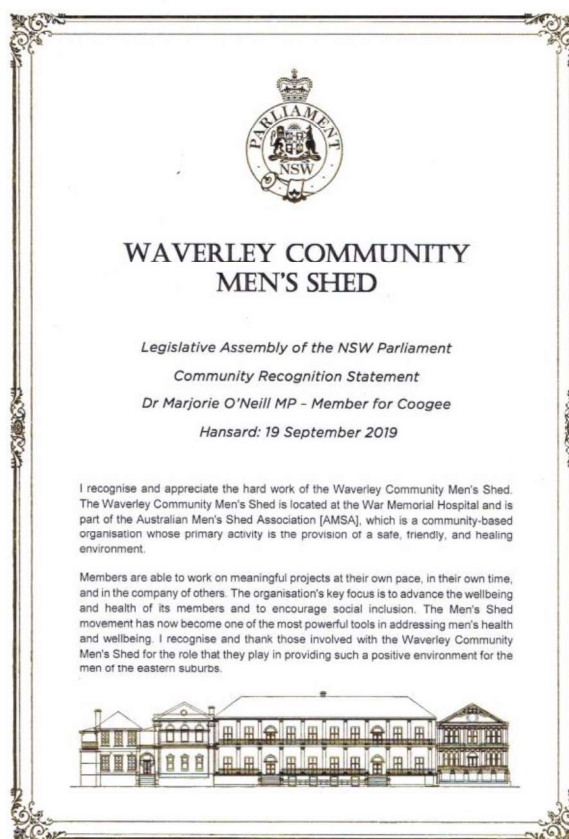 PARLIAMENT
NSW
WAVERLEY COMMUNITY
MEN'S SHED
Legislative Assembly of the NSW Parliament
Community Recognition Statement
Dr Marjorie O'Neill MP – Member for Coogee
Hansard: 19 September 2019
I recognise and appreciate the hard work of the Waverley Community Men's Shed.
The Waverley Community Men's Shed is located at the War Memorial Hospital and is
part of the Australian Men's Shed Association [AMSA], which is a community-based
organisation whose primary activity is the provision of a safe, friendly, and healing
environment.
Members are able to work on meaningful projects at their own pace, in their own time,
and in the company of others. The organisation's key focus is to advance the wellbeing
and health of its members and to encourage social inclusion. The Men's Shed
movement has now become one of the most powerful tools in addressing men's health
and wellbeing. I recognise and thank those involved with the Waverley Community
Men's Shed for the role that they play in providing such a positive environment for the
men of the eastern suburbs.